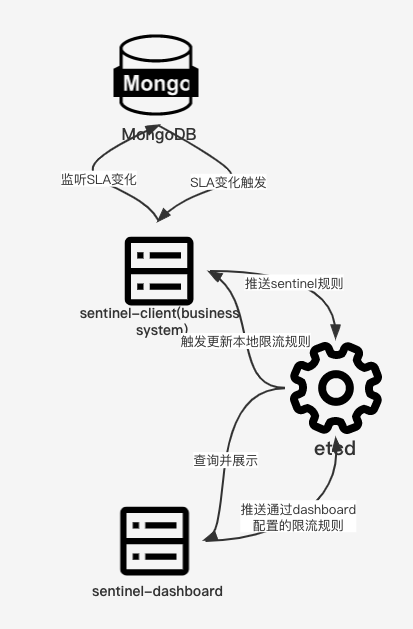 Mongo
MongoDB
监听SLA变化
SLA变化触发
sentinel-client(business
system)
推送sentinel规则
触发更新本地限流规则
etcd
查询并展示
推送通过dashboard
配置的限流规则
sentinel-dashboard